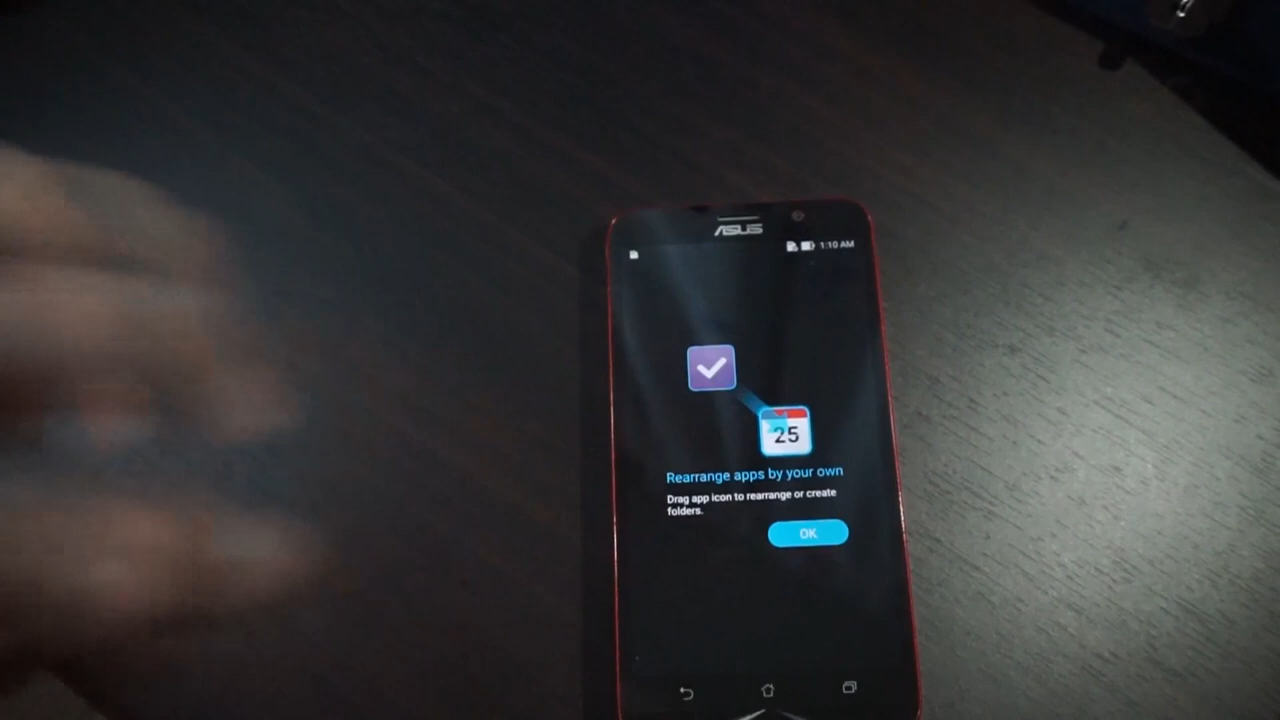 ASUS
1:10 AM
25
Rearrange apps by your own
Drag app icon to rearrange or create
folders.
OK